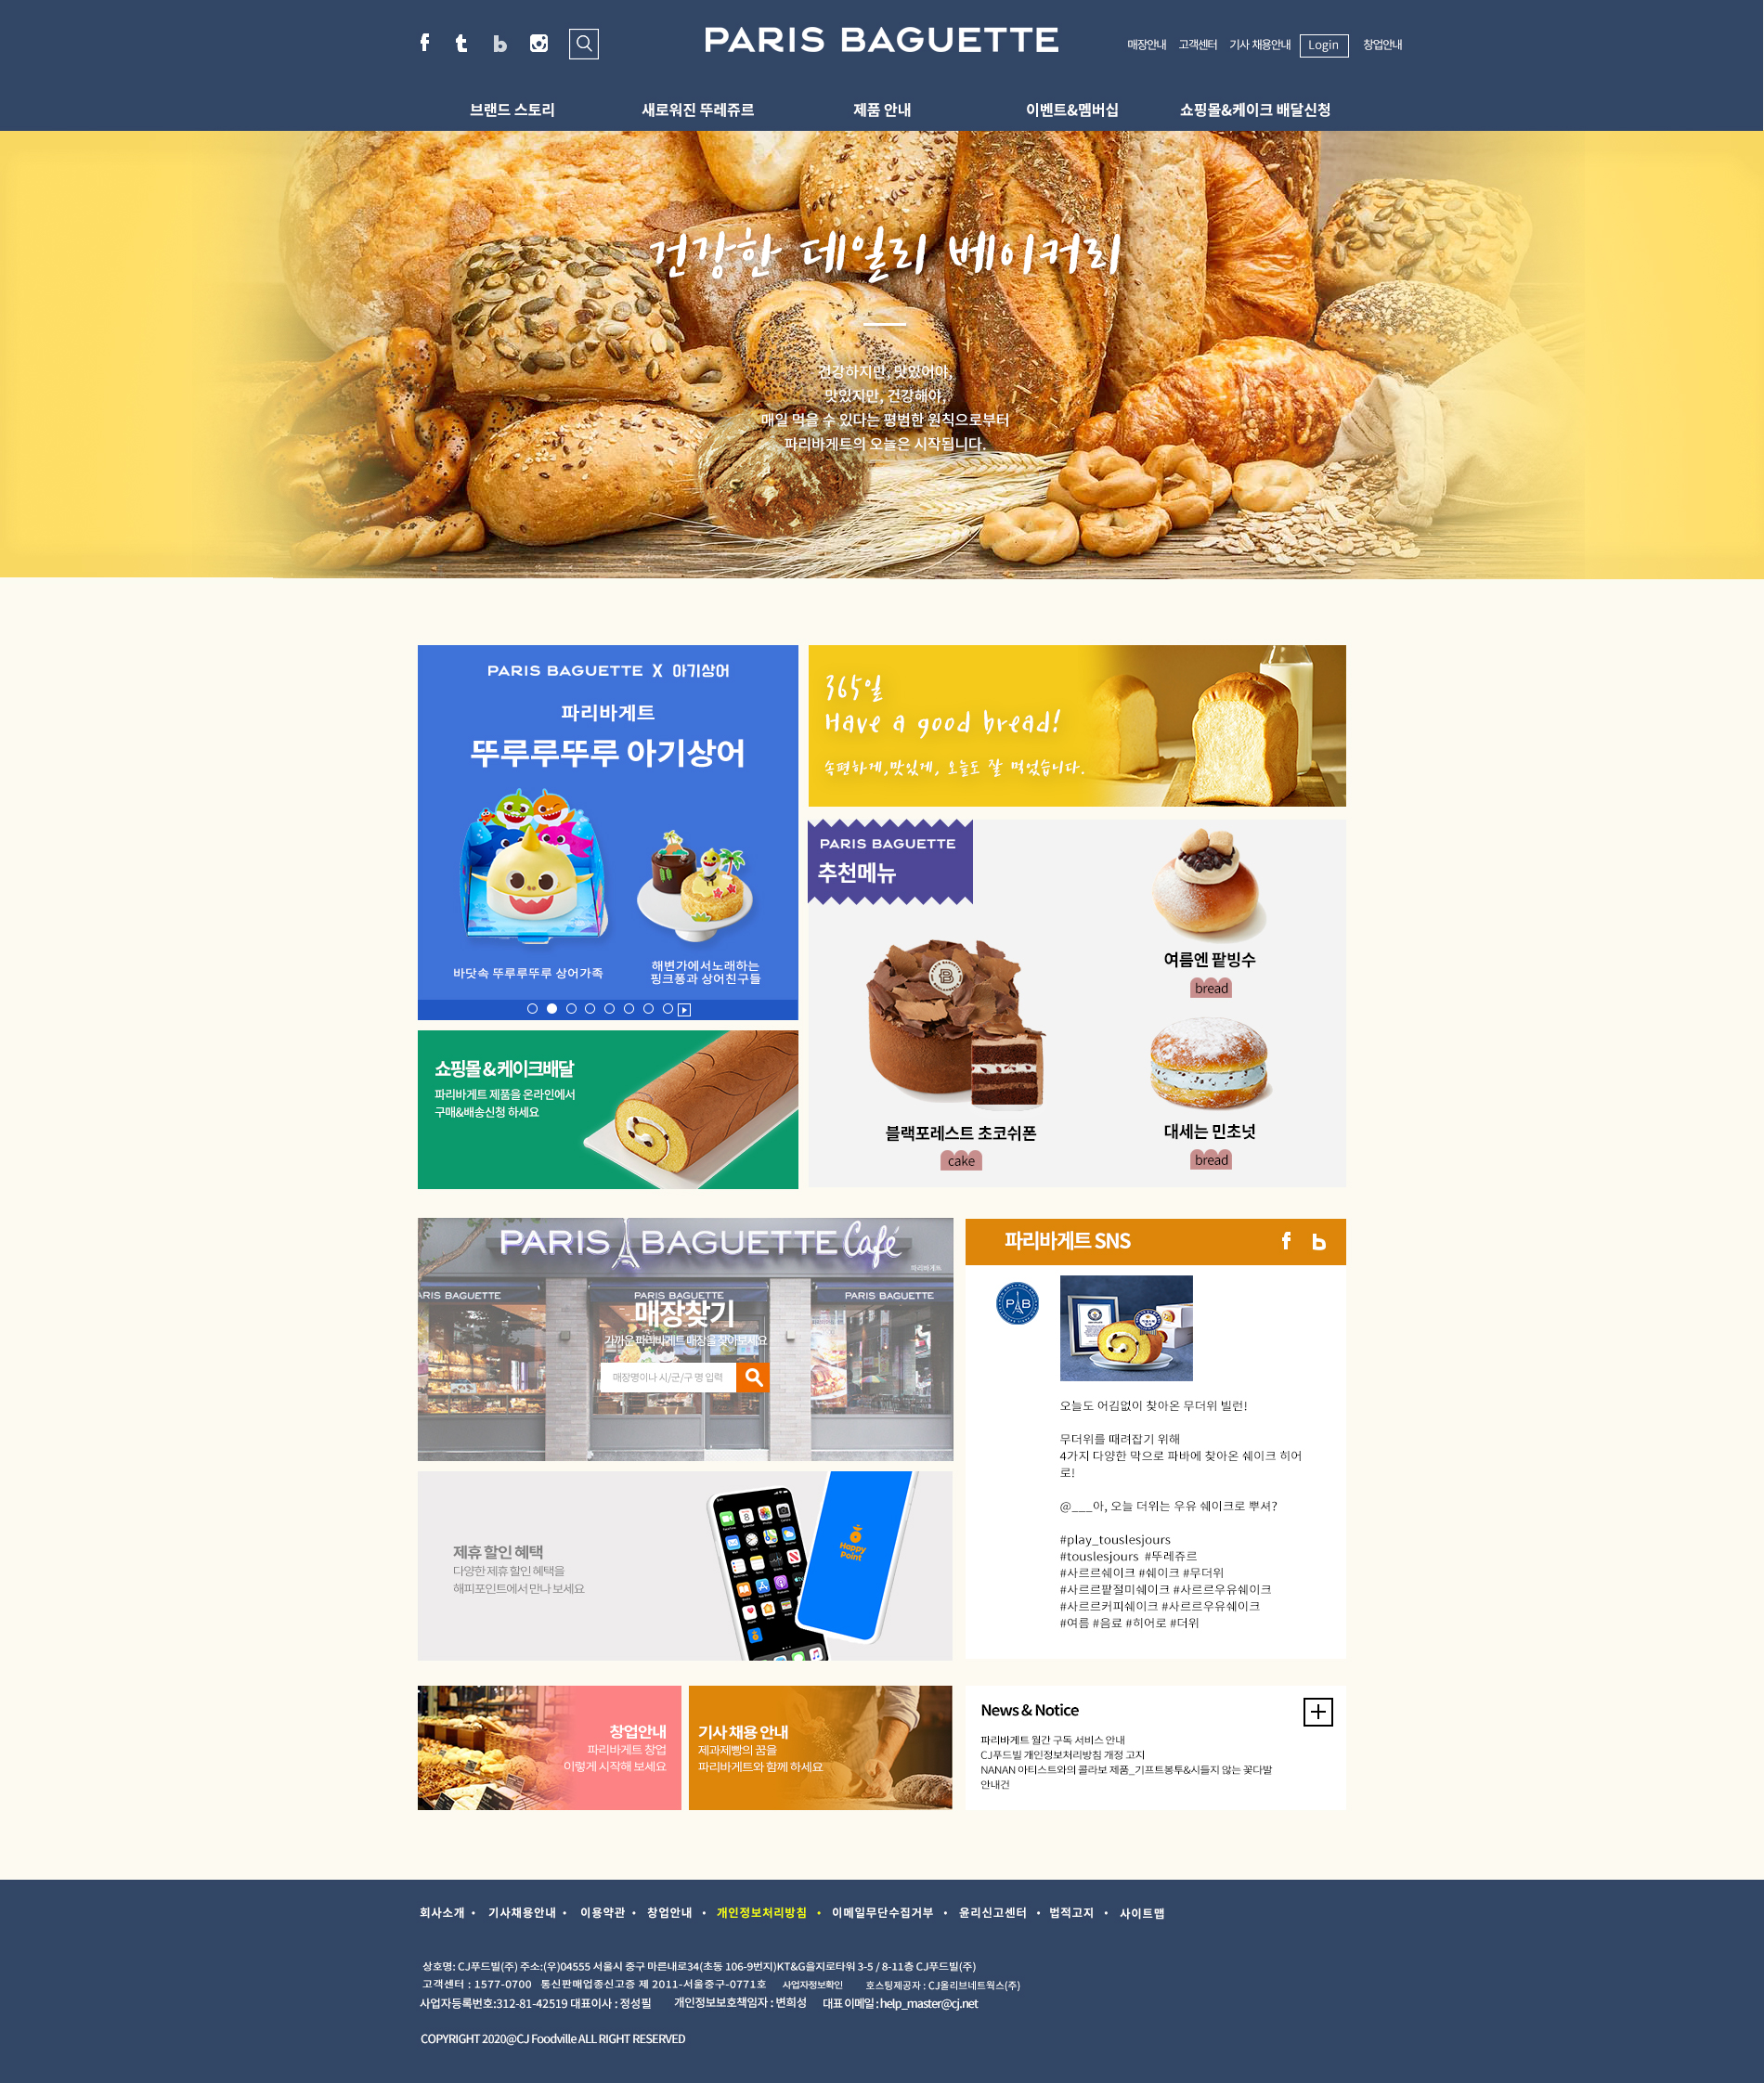 PARIS BAGUETTE
매장안내 고객센터 기사 채용안내 Login 창업안내
브랜드 스토리 새로워진 뚜레쥬르 제품 안내 이벤트&멤버십 쇼핑몰&케이크 배달신청
건강한 데일리 베이커리
건강하지만, 맛있어야,
맛있지만, 건강해야,
매일 먹을 수 있다는 평범한 원칙으로부터
파리바게트의 오늘은 시작됩니다.
PARIS BAGUETTE X 아기상어
파리바게트
뚜루루뚜루 아기상어
바닷속 뚜루루뚜루 상어가족
해변가에서노래하는
핑크퐁과 상어친구들
365일
Have a good bread!
속편하게,맛있게, 오늘도 잘 먹었습니다.
PARIS BAGUETTE
추천메뉴
여름엔 팥빙수
bread
블랙포레스트 초코쉬폰
cake
대세는 민초넛
bread
쇼핑몰&케이크배달
파리바게트 제품을 온라인에서
구매&배송신청 하세요
PARIS BAGUETTE Café
파리바게트
PARIS BAGUETTE
PARIS BAGUETTE
PARIS BAGUETTE
매장찾기
가까운 파리바게트 매장을 찾아보세요
매장명이나 시/군/구 명 입력
파리바게트 SNS
P B
오늘도 어김없이 찾아온 무더위 빌런!
무더위를 때려잡기 위해
4가지 다양한 막으로 파바에 찾아온 쉐이크 히어
로!
@___아, 오늘 더위는 우유 쉐이크로 뿌셔?
#play_touslesjours
#touslesjours #뚜레쥬르
#사르르쉐이크 #쉐이크 #무더위
#사르르팥절미쉐이크 #사르르우유쉐이크
#사르르커피쉐이크 #사르르우유쉐이크
#여름 #음료 #히어로 #더위
제휴 할인 혜택
다양한 제휴 할인 혜택을
해피포인트에서 만나 보세요
Happy
Point
창업안내
파리바게트 창업
이렇게 시작해 보세요
기사 채용 안내
제과제빵의 꿈을
파리바게트와 함께 하세요
News & Notice
파리바게트 월간 구독 서비스 안내
CJ푸드빌 개인정보처리방침 개정 고지
NANAN 아티스트와의 콜라보 제품_기프트봉투&시들지 않는 꽃다발
안내건
회사소개 • 기사채용안내 • 이용약관 • 창업안내 • 개인정보처리방침 • 이메일무단수집거부 • 윤리신고센터 • 법적고지 • 사이트맵
상호명: CJ푸드빌(주) 주소:(우)04555 서울시 중구 마른내로34(초동 106-9번지)KT&G을지로타워 3-5 / 8-11층 CJ푸드빌(주)
고객센터 : 1577-0700 통신판매업종신고증 제 2011-서울중구-0771호 사업자정보확인 호스팅제공자 : CJ올리브네트웍스(주)
사업자등록번호:312-81-42519 대표이사 : 정성필 개인정보보호책임자 : 변희성 대표 이메일 : help_master@cj.net
COPYRIGHT 2020@CJ Foodville ALL RIGHT RESERVED